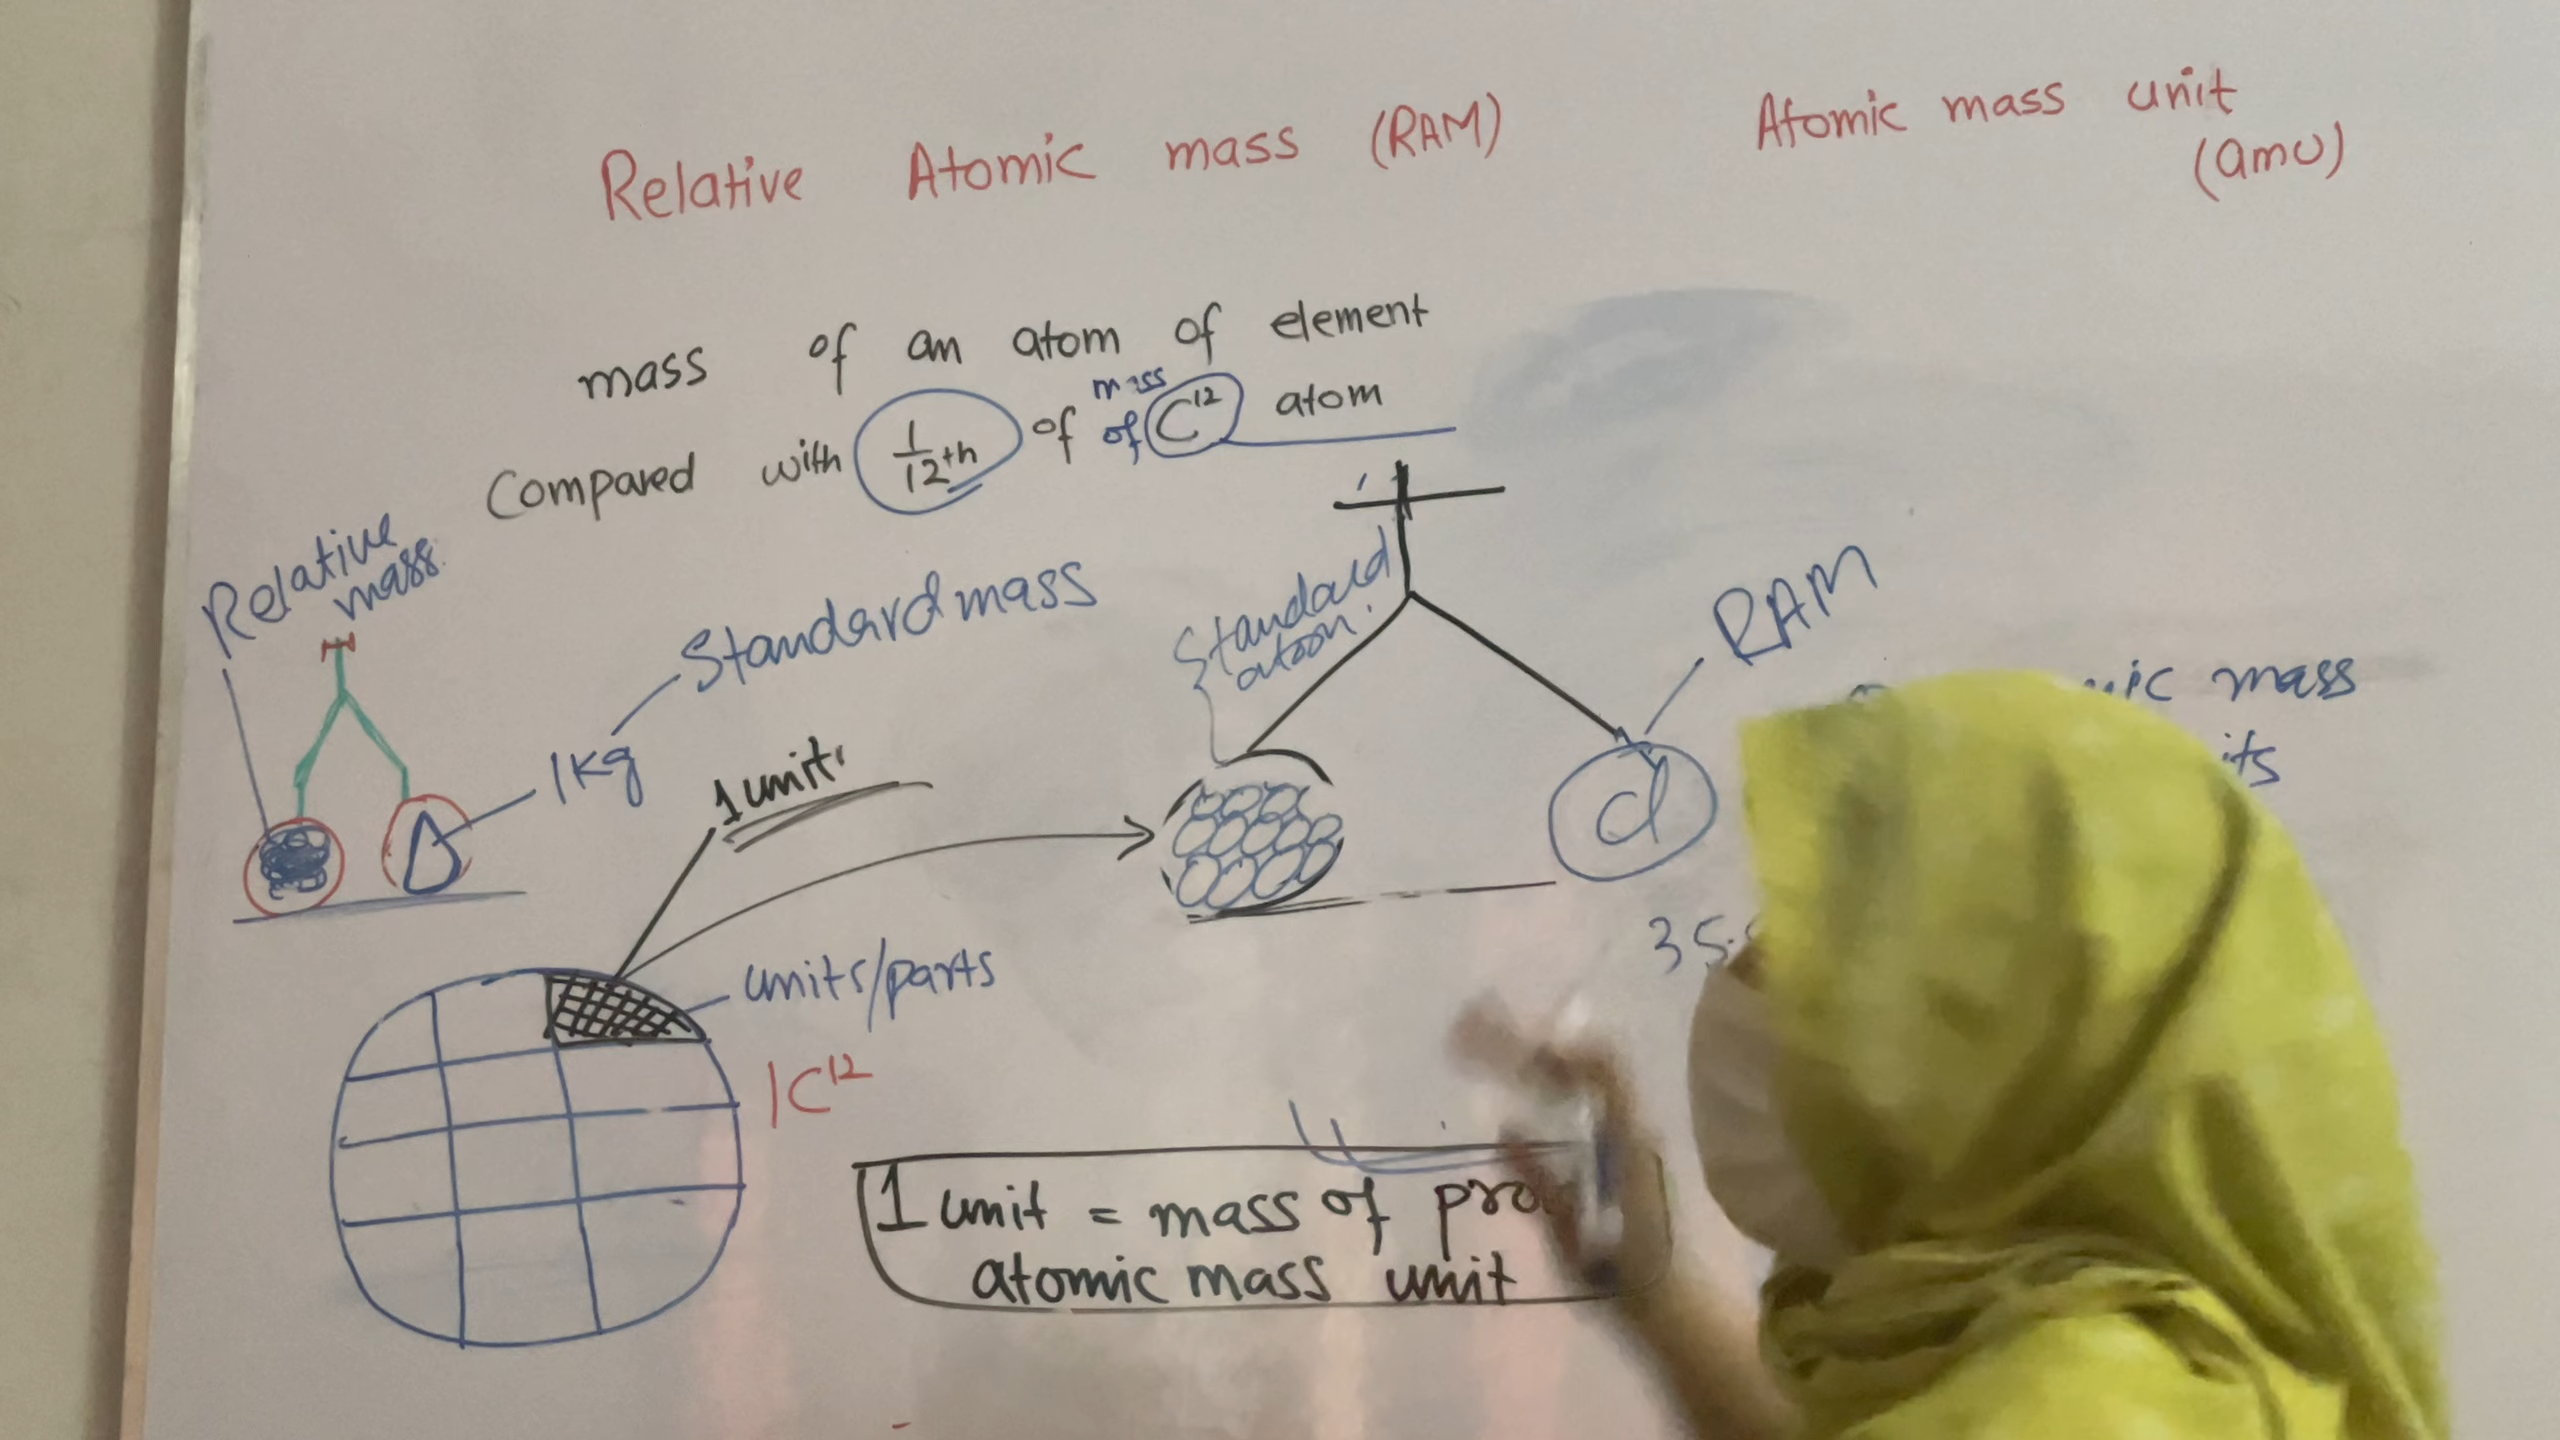 Relative Atomic mass (RAM)
Atomic mass unit
(amu)
mass of an atom of element
mass
Compared with 1/12th of of C¹² atom
Relative
mass.
Standard mass
1kg
1 unit.
Standard
atom.
RAM
mass
units/parts
1C¹²
1 unit = mass of
atomic mass unit